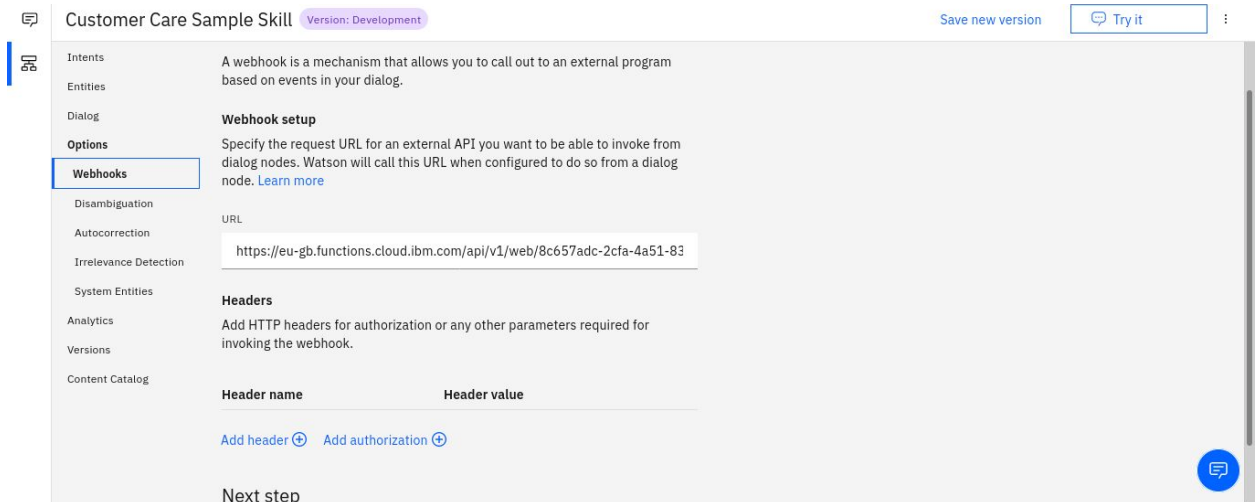 Customer Care Sample Skill
Version: Development
Save new version
Try it
Intents
Entities
Dialog
Options
Webhooks
Disambiguation
Autocorrection
Irrelevance Detection
System Entities
Analytics
Versions
Content Catalog
A webhook is a mechanism that allows you to call out to an external program
based on events in your dialog.
Webhook setup
Specify the request URL for an external API you want to be able to invoke from
dialog nodes. Watson will call this URL when configured to do so from a dialog
node. Learn more
URL
https://eu-gb.functions.cloud.ibm.com/api/v1/web/8c657adc-2cfa-4a51-83
Headers
Add HTTP headers for authorization or any other parameters required for
invoking the webhook.
Header name Header value
Add header Add authorization
Next step